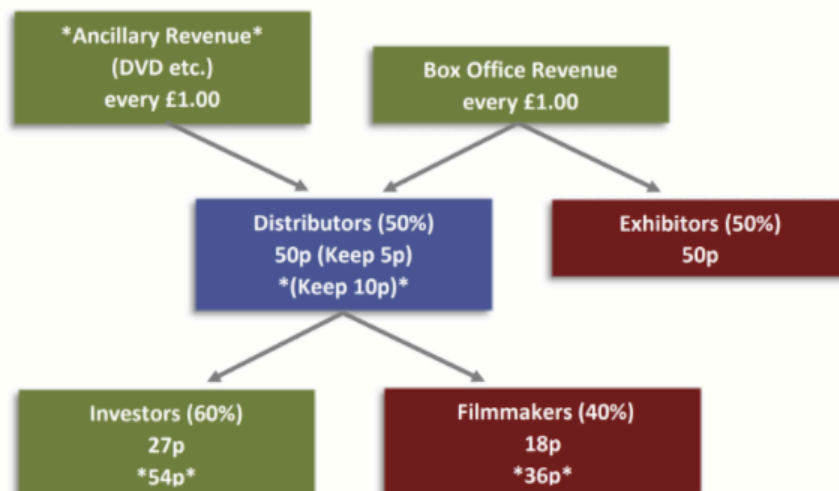 *Ancillary Revenue*
(DVD etc.)
every £1.00
Box Office Revenue
every £1.00
Distributors (50%)
50p (Keep 5p)
*(Keep 10p)*
Exhibitors (50%)
50p
Investors (60%)
27p
*54p*
Filmmakers (40%)
18p
*36p*